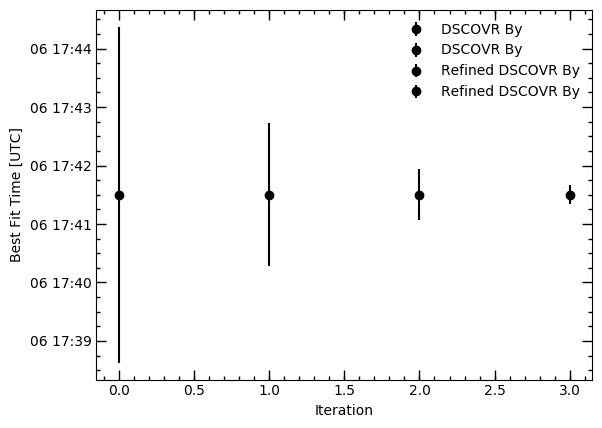 DSCOVR By
DSCOVR By
Refined DSCOVR By
Refined DSCOVR By
06 17:44
06 17:43
06 17:42
06 17:41
06 17:40
06 17:39
Best Fit Time [UTC]
0.0 0.5 1.0 1.5 2.0 2.5 3.0
Iteration